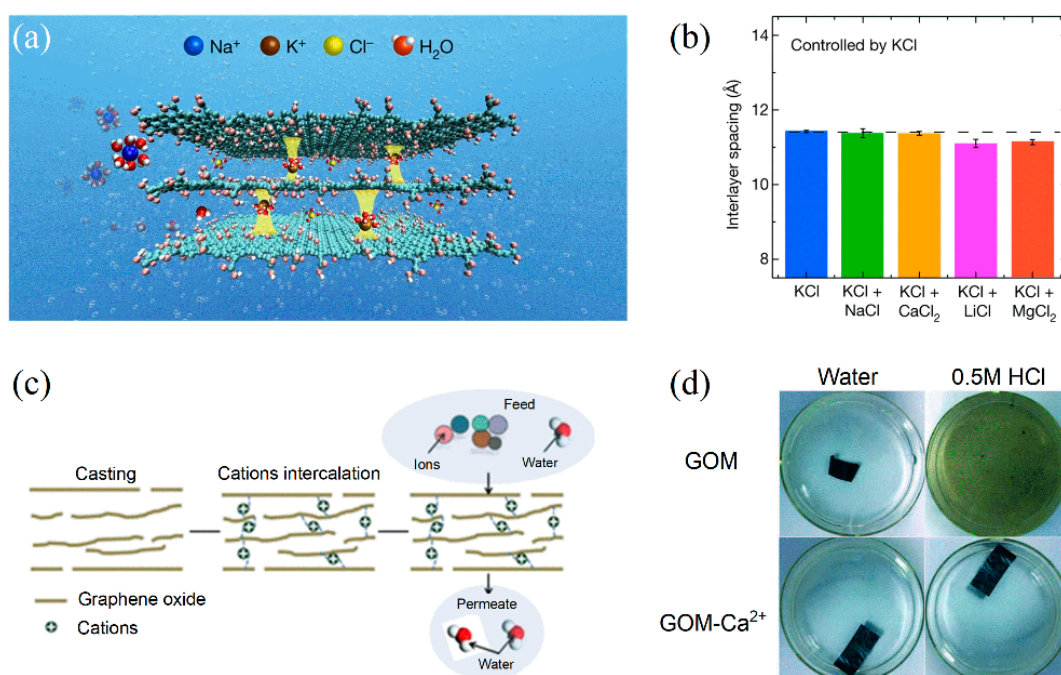 (a)
Na⁺ K⁺ Cl⁻ H₂O
(b)
Controlled by KCl
Interlayer spacing (Å)
14
12
10
8
KCl
KCl +
NaCl
KCl +
CaCl₂
KCl +
LiCl
KCl +
MgCl₂
(c)
Casting
Cations intercalation
Feed
Ions
Water
Graphene oxide
Cations
Permeate
Water
(d)
Water
0.5M HCl
GOM
GOM-Ca²⁺